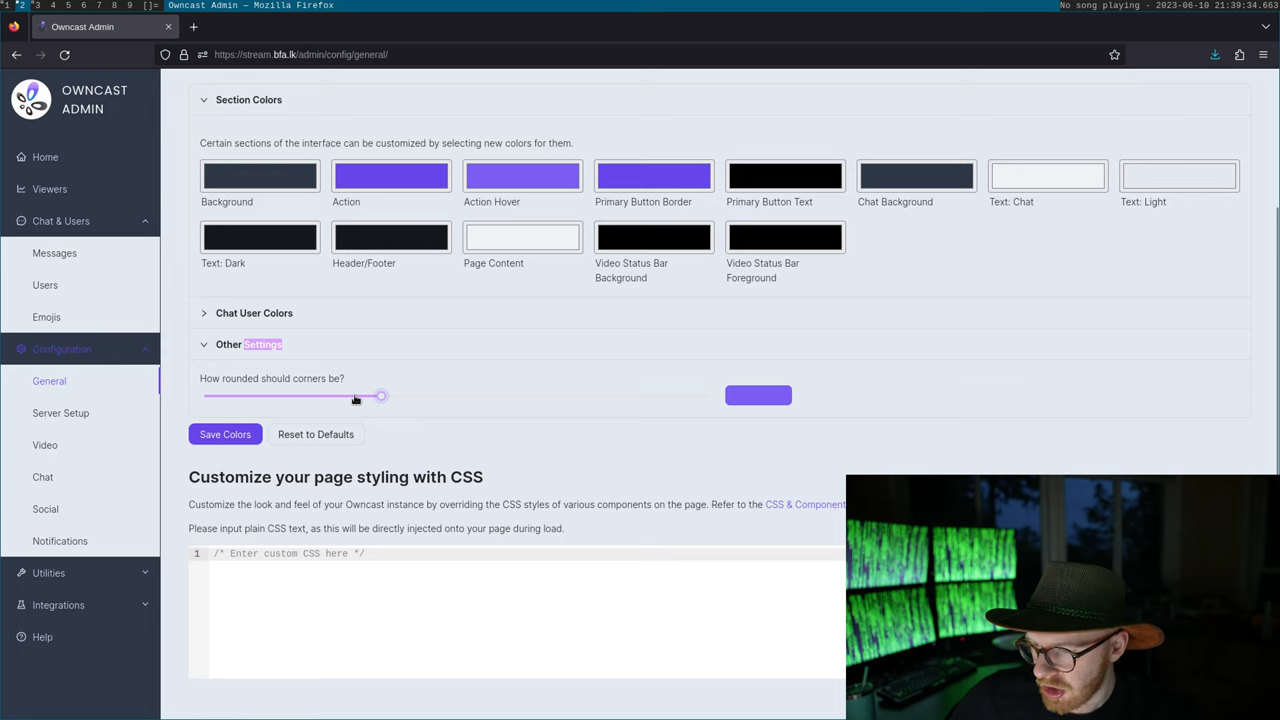 1 2 3 4 5 6 7 8 9 []= Owncast Admin — Mozilla Firefox No song playing - 2023-06-10 21:39:34.663
Owncast Admin
https://stream.bfa.lk/admin/config/general/
OWNCAST
ADMIN
Home
Viewers
Chat & Users
Messages
Users
Emojis
Configuration
General
Server Setup
Video
Chat
Social
Notifications
Utilities
Integrations
Help
Section Colors
Certain sections of the interface can be customized by selecting new colors for them.
Background
Action
Action Hover
Primary Button Border
Primary Button Text
Chat Background
Text: Chat
Text: Light
Text: Dark
Header/Footer
Page Content
Video Status Bar
Background
Video Status Bar
Foreground
Chat User Colors
Other Settings
How rounded should corners be?
Save Colors
Reset to Defaults
Customize your page styling with CSS
Customize the look and feel of your Owncast instance by overriding the CSS styles of various components on the page. Refer to the CSS & Component
Please input plain CSS text, as this will be directly injected onto your page during load.
1 /* Enter custom CSS here */